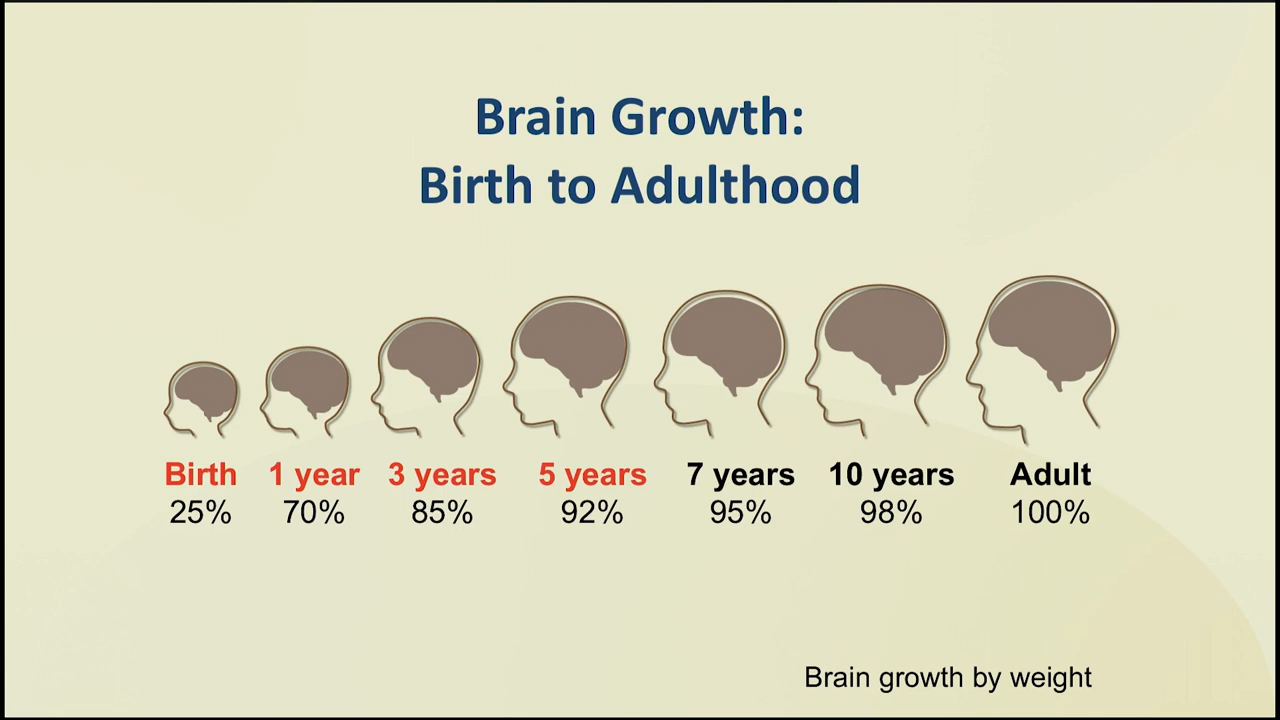 Brain Growth:
Birth to Adulthood
Birth 1 year 3 years 5 years 7 years 10 years Adult
25% 70% 85% 92% 95% 98% 100%
Brain growth by weight